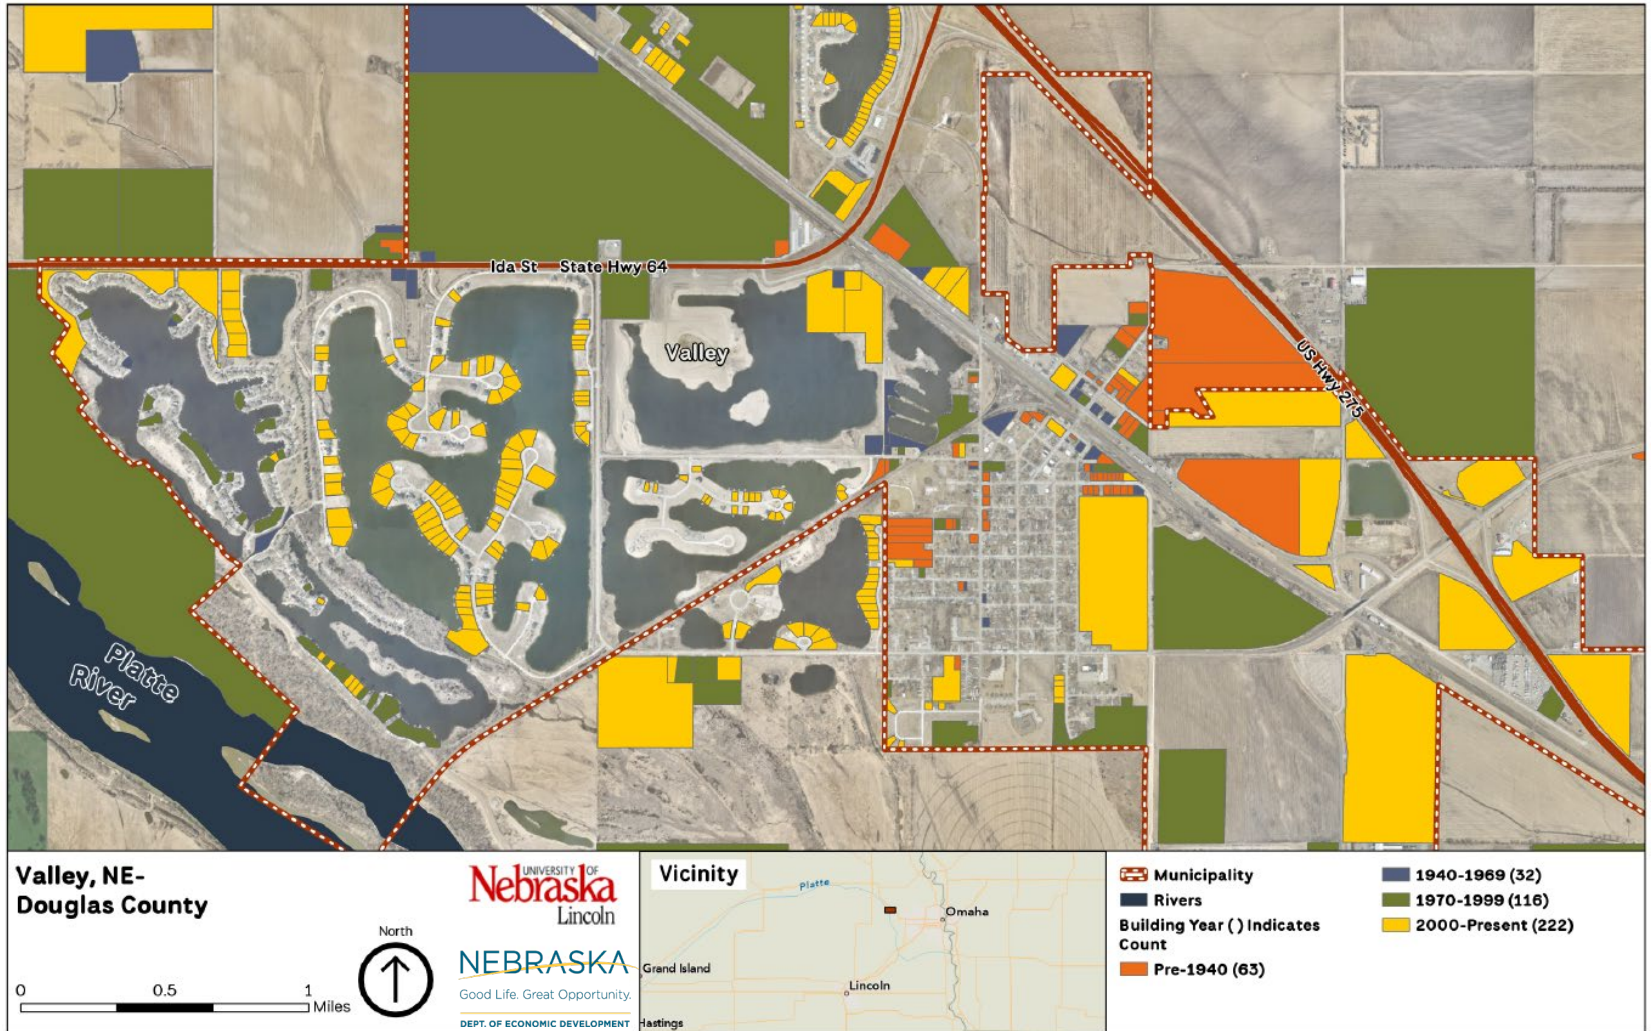 Ida St
State Hwy 64
Valley
US Hwy 275
Platte
River
Valley, NE-
Douglas County
0
0.5
1
Miles
North
UNIVERSITY OF
Nebraska
Lincoln
NEBRASKA
Good Life. Great Opportunity.
DEPT. OF ECONOMIC DEVELOPMENT
Vicinity
Platte
Omaha
Grand Island
Lincoln
Hastings
Municipality
Rivers
Building Year ( ) Indicates
Count
Pre-1940 (63)
1940-1969 (32)
1970-1999 (116)
2000-Present (222)